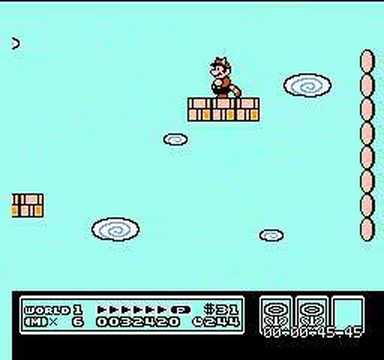 WORLD 1 ▶▶▶▶▶▶ P $31
(M)× 6 0032420 ◷244
00:00:45.45